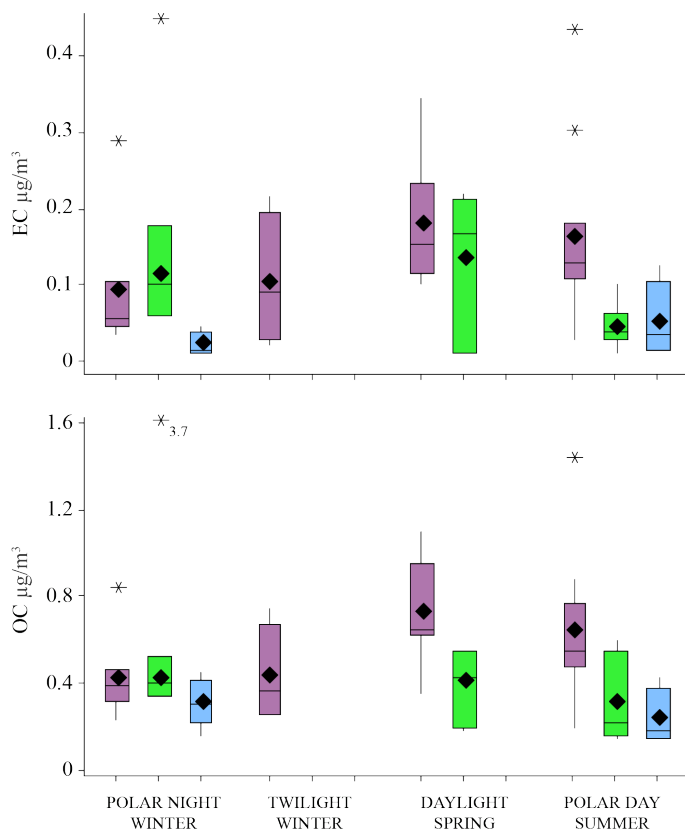 EC µg/m³
0.4
0.3
0.2
0.1
0
OC µg/m³
1.6
1.2
0.8
0.4
0
3.7
POLAR NIGHT
WINTER
TWILIGHT
WINTER
DAYLIGHT
SPRING
POLAR DAY
SUMMER